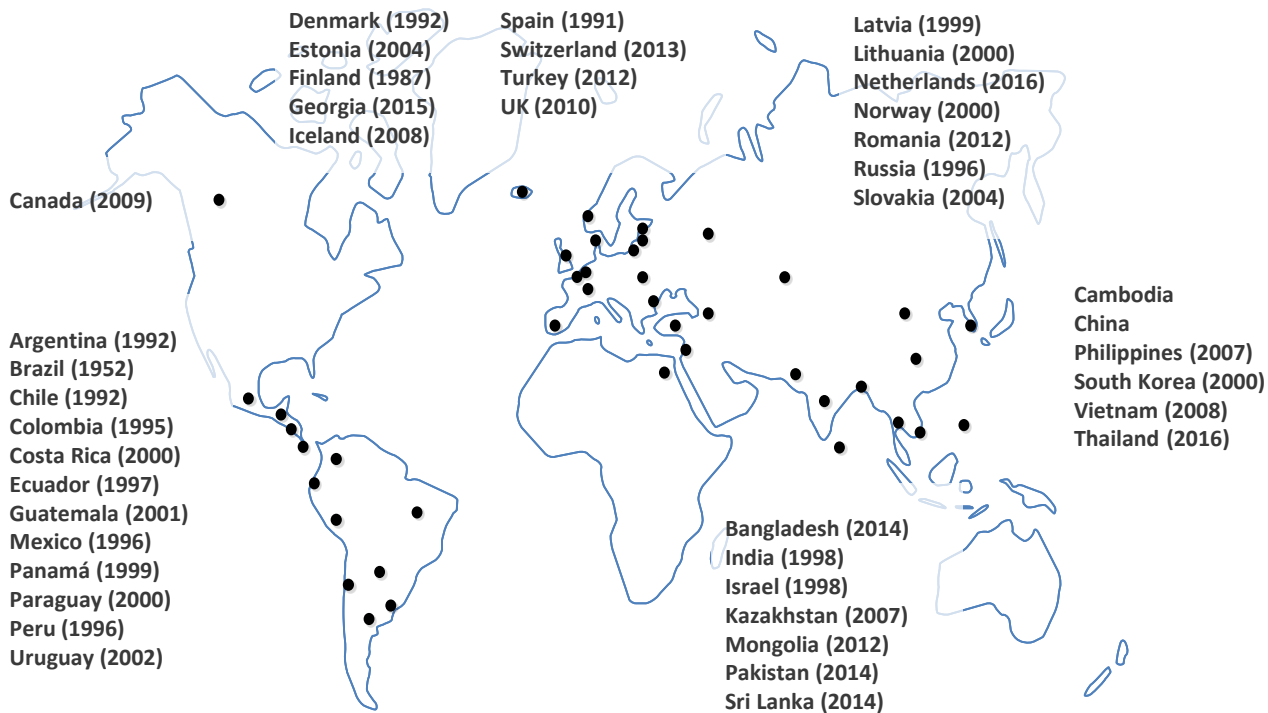 Denmark (1992)
Estonia (2004)
Finland (1987)
Georgia (2015)
Iceland (2008)
Spain (1991)
Switzerland (2013)
Turkey (2012)
UK (2010)
Latvia (1999)
Lithuania (2000)
Netherlands (2016)
Norway (2000)
Romania (2012)
Russia (1996)
Slovakia (2004)
Canada (2009)
Argentina (1992)
Brazil (1952)
Chile (1992)
Colombia (1995)
Costa Rica (2000)
Ecuador (1997)
Guatemala (2001)
Mexico (1996)
Panamá (1999)
Paraguay (2000)
Peru (1996)
Uruguay (2002)
Cambodia
China
Philippines (2007)
South Korea (2000)
Vietnam (2008)
Thailand (2016)
Bangladesh (2014)
India (1998)
Israel (1998)
Kazakhstan (2007)
Mongolia (2012)
Pakistan (2014)
Sri Lanka (2014)